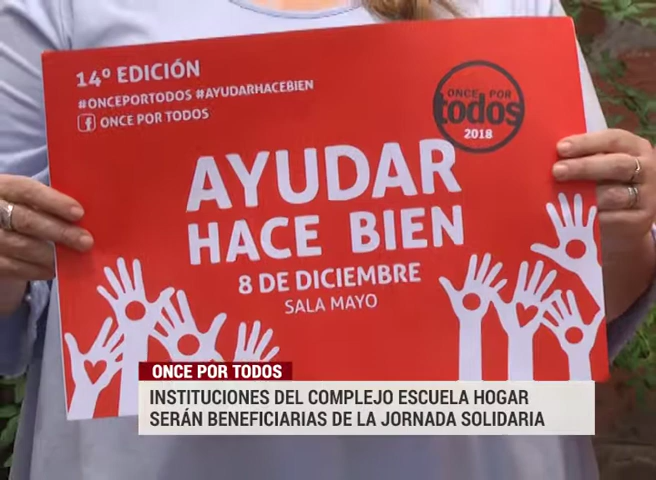 14º EDICIÓN
#ONCEPORTODOS #AYUDARHACEBIEN
f ONCE POR TODOS
ONCE POR
todos
2018
AYUDAR
HACE BIEN
8 DE DICIEMBRE
SALA MAYO
ONCE POR TODOS
INSTITUCIONES DEL COMPLEJO ESCUELA HOGAR
SERÁN BENEFICIARIAS DE LA JORNADA SOLIDARIA